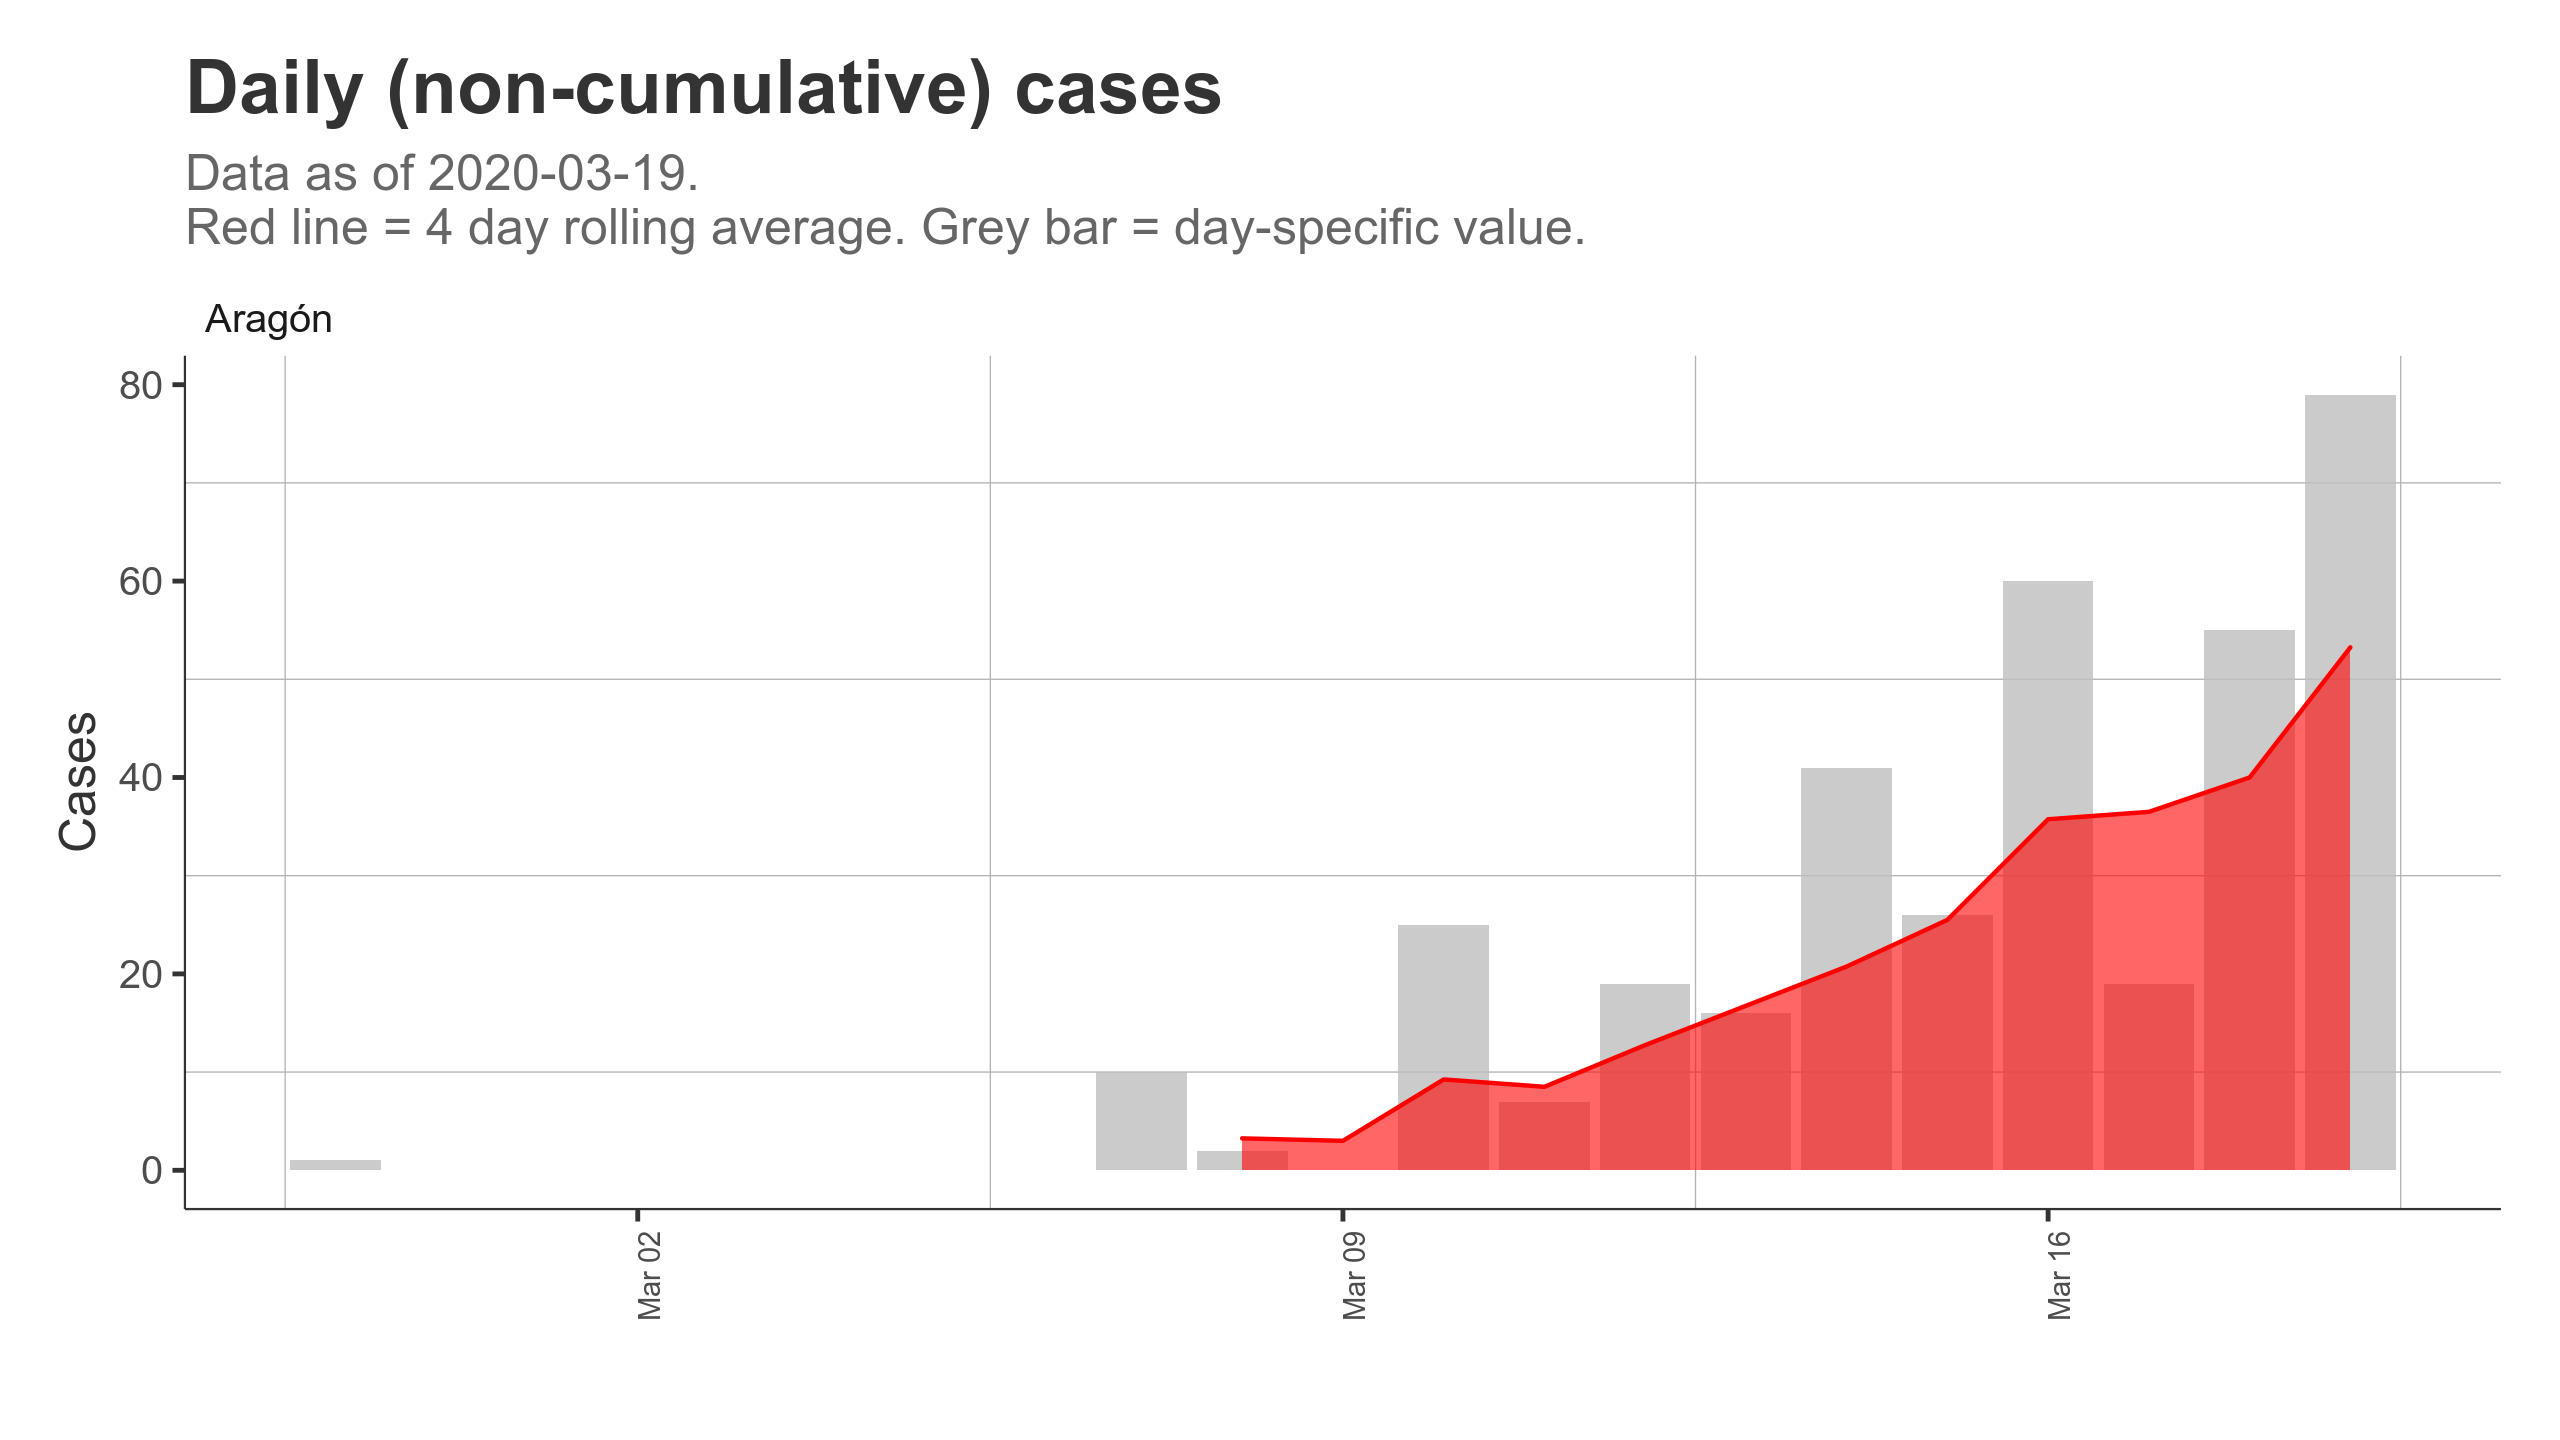 Daily (non-cumulative) cases
Data as of 2020-03-19.
Red line = 4 day rolling average. Grey bar = day-specific value.
Aragón
80
60
40
20
0
Cases
Mar 02
Mar 09
Mar 16